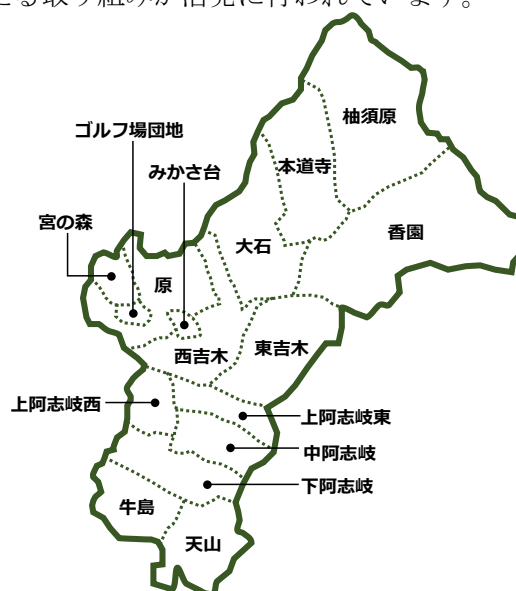 る取り組みが活発に行われています。
柚須原
ゴルフ場団地
本道寺
みかさ台
宮の森
香園
大石
原
東吉木
西吉木
上阿志岐西
上阿志岐東
中阿志岐
下阿志岐
牛島
天山